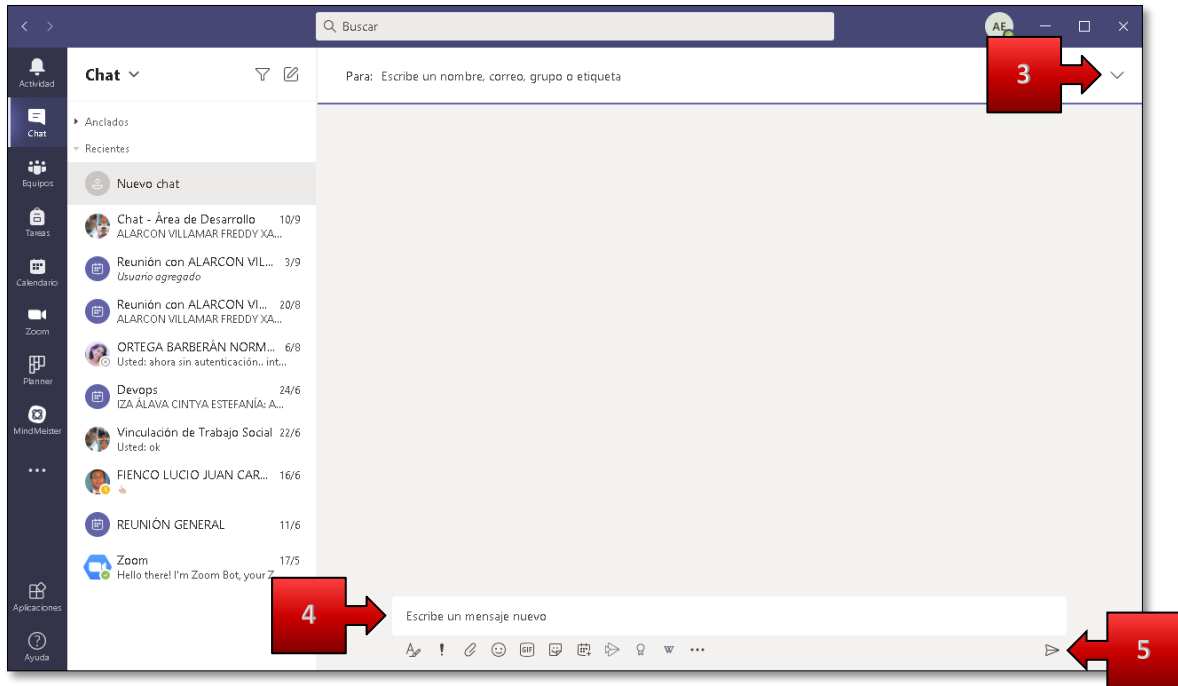 Buscar
AF
3
Actividad
Chat
Para: Escribe un nombre, correo, grupo o etiqueta
Chat
Anclados
Recientes
Equipos
Nuevo chat
Tareas
Chat - Área de Desarrollo 10/9
ALARCON VILLAMAR FREDDY XA...
Calendario
Reunión con ALARCON VIL... 3/9
Usuario agregado
Reunión con ALARCON VI... 20/8
ALARCON VILLAMAR FREDDY XA...
Zoom
ORTEGA BARBERÁN NORM... 6/8
Usted: ahora sin autenticación.. int...
Planner
Devops 24/6
IZA ÁLAVA CINTYA ESTEFANÍA: A...
MindMeister
Vinculación de Trabajo Social 22/6
Usted: ok
FIENCO LUCIO JUAN CAR... 16/6
REUNIÓN GENERAL 11/6
Zoom 17/5
Hello there! I'm Zoom Bot, your Z
Aplicaciones
Ayuda
4
Escribe un mensaje nuevo
GIF
W
5